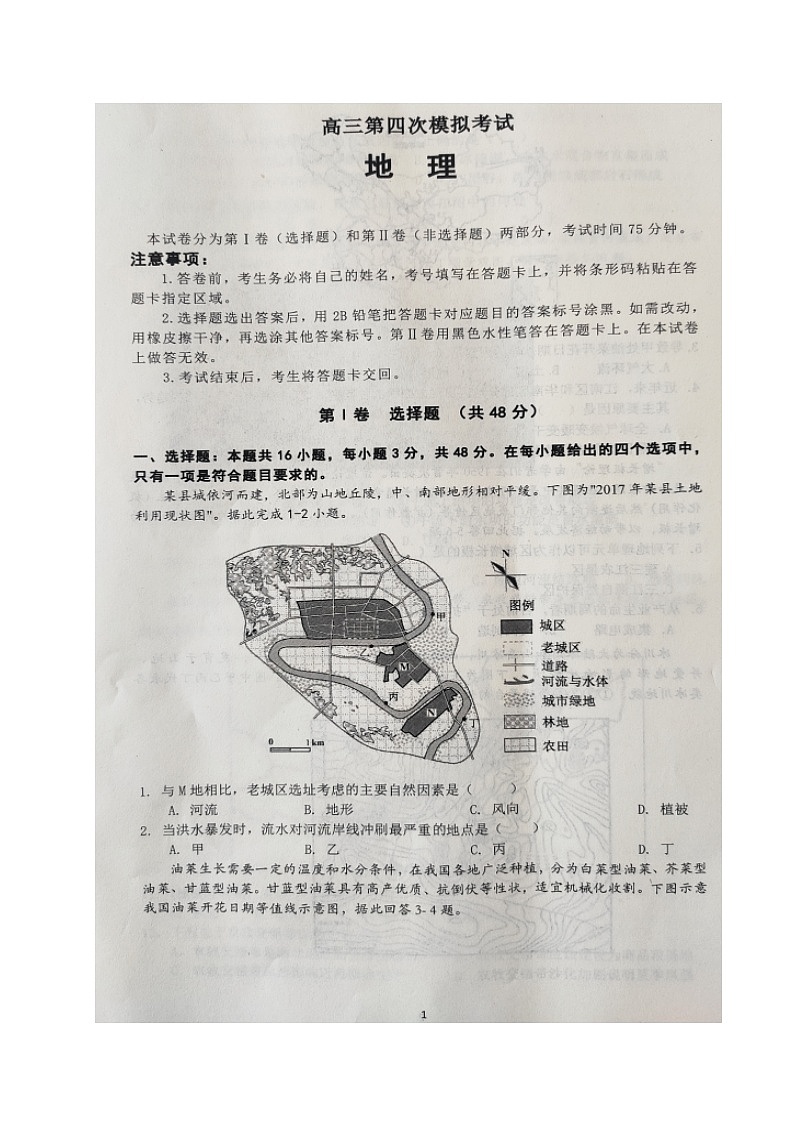 高三第四次模拟考试
地 理
本试卷分为第Ⅰ卷（选择题）和第Ⅱ卷（非选择题）两部分，考试时间 75 分钟。
注意事项：
1.答卷前，考生务必将自己的姓名，考号填写在答题卡上，并将条形码粘贴在答
题卡指定区域。
2.选择题选出答案后，用 2B 铅笔把答题卡对应题目的答案标号涂黑。如需改动，
用橡皮擦干净，再选涂其他答案标号。第Ⅱ卷用黑色水性笔答在答题卡上。在本试卷
上做答无效。
3.考试结束后，考生将答题卡交回。
第Ⅰ卷 选择题 （共 48 分）
一、选择题：本题共 16 小题，每小题 3 分，共 48 分。在每小题给出的四个选项中，
只有一项是符合题目要求的。
某县城依河而建，北部为山地丘陵，中、南部地形相对平缓。下图为"2017 年某县土地
利用现状图"。据此完成 1-2 小题。
N
图例
城区
老城区
道路
河流与水体
城市绿地
林地
农田
甲
乙
M
丙
N
丁
0 1 km
1. 与 M 地相比，老城区选址考虑的主要自然因素是（ ）
A. 河流 B. 地形 C. 风向 D. 植被
2. 当洪水暴发时，流水对河流岸线冲刷最严重的地点是（ ）
A. 甲 B. 乙 C. 丙 D. 丁
油菜生长需要一定的温度和水分条件，在我国各地广泛种植，分为白菜型油菜、芥菜型
油菜、甘蓝型油菜。甘蓝型油菜具有高产优质、抗倒伏等性状，适宜机械化收割。下图示意
我国油菜开花日期等值线示意图，据此回答 3-4 题。
1